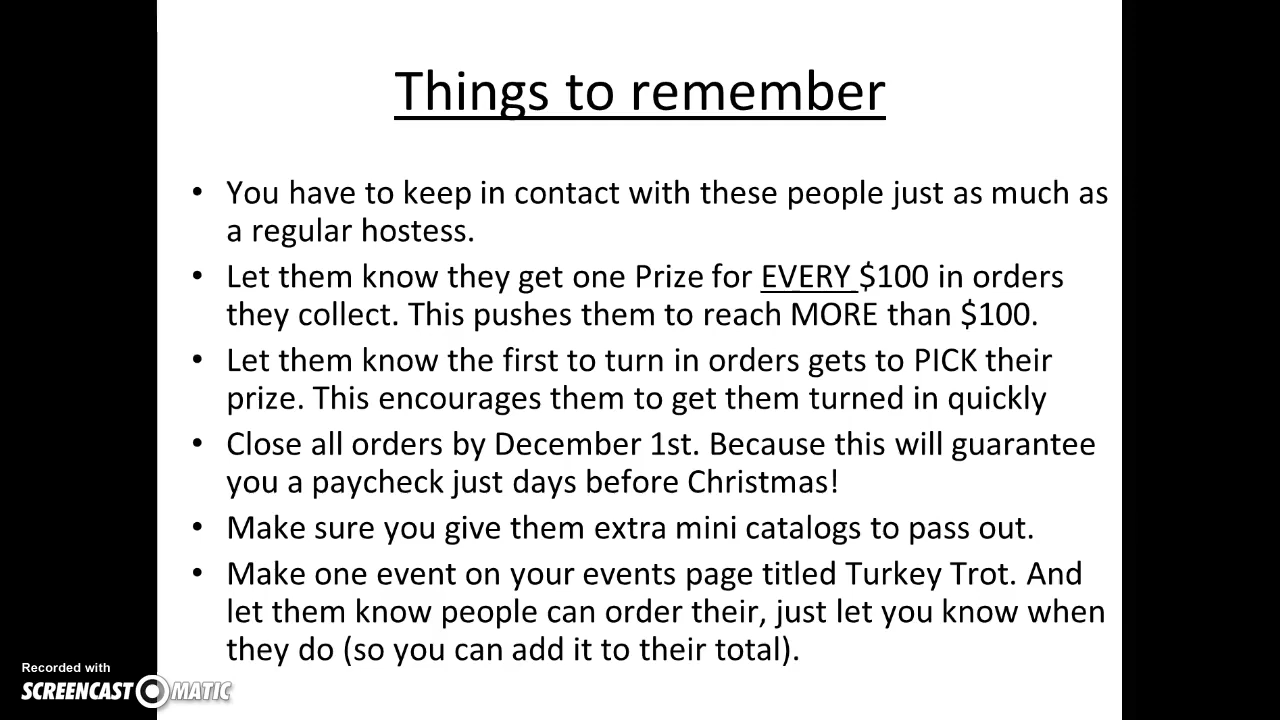 Things to remember
• You have to keep in contact with these people just as much as
a regular hostess.
• Let them know they get one Prize for EVERY $100 in orders
they collect. This pushes them to reach MORE than $100.
• Let them know the first to turn in orders gets to PICK their
prize. This encourages them to get them turned in quickly
• Close all orders by December 1st. Because this will guarantee
you a paycheck just days before Christmas!
• Make sure you give them extra mini catalogs to pass out.
• Make one event on your events page titled Turkey Trot. And
let them know people can order their, just let you know when
they do (so you can add it to their total).
Recorded with
SCREENCAST MATIC